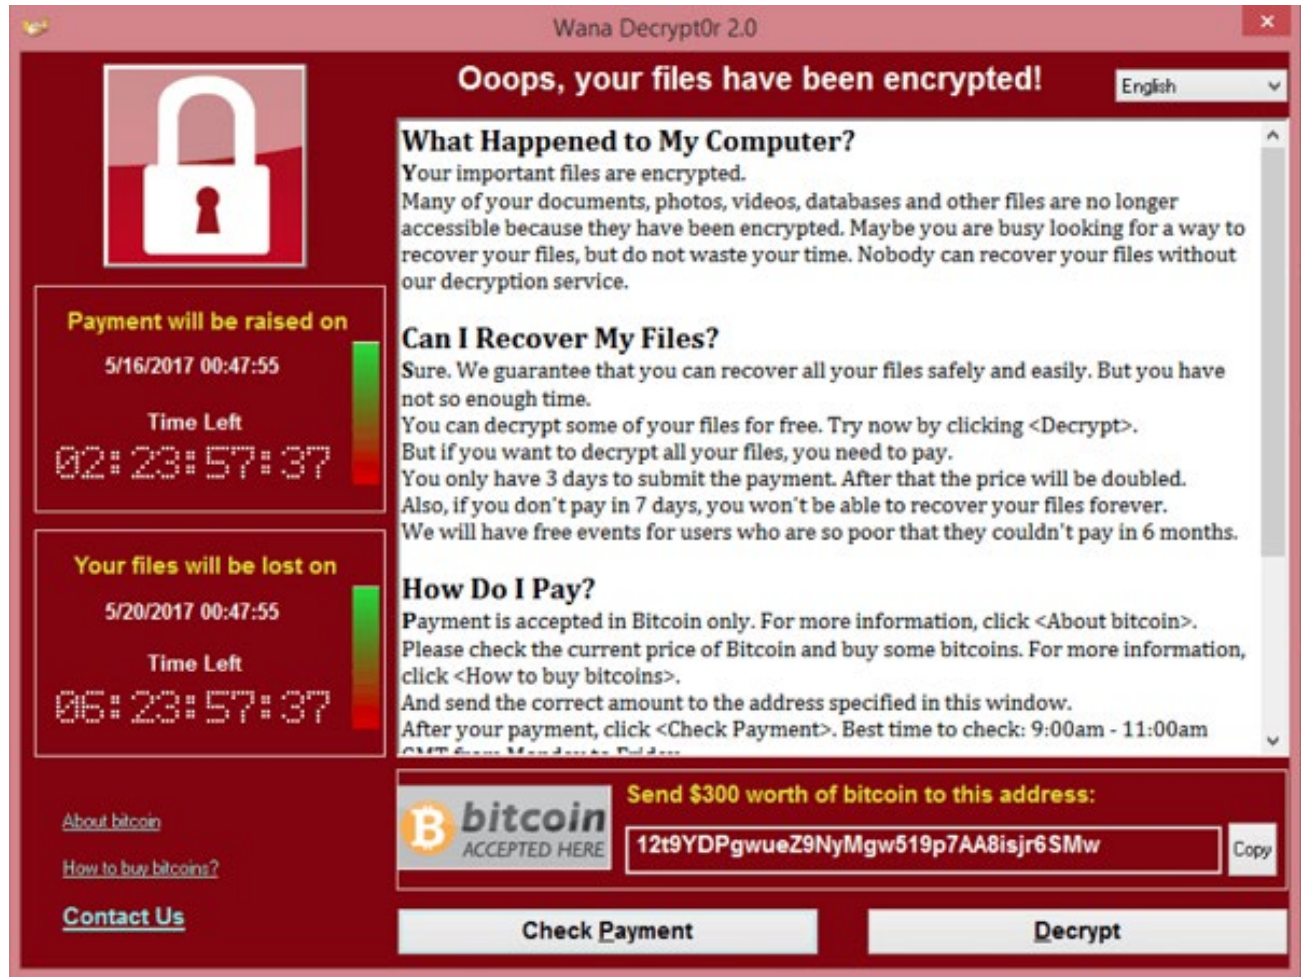 Wana Decrypt0r 2.0
Ooops, your files have been encrypted!
English
What Happened to My Computer?
Your important files are encrypted.
Many of your documents, photos, videos, databases and other files are no longer
accessible because they have been encrypted. Maybe you are busy looking for a way to
recover your files, but do not waste your time. Nobody can recover your files without
our decryption service.
Can I Recover My Files?
Sure. We guarantee that you can recover all your files safely and easily. But you have
not so enough time.
You can decrypt some of your files for free. Try now by clicking <Decrypt>.
But if you want to decrypt all your files, you need to pay.
You only have 3 days to submit the payment. After that the price will be doubled.
Also, if you don't pay in 7 days, you won't be able to recover your files forever.
We will have free events for users who are so poor that they couldn't pay in 6 months.
How Do I Pay?
Payment is accepted in Bitcoin only. For more information, click <About bitcoin>.
Please check the current price of Bitcoin and buy some bitcoins. For more information,
click <How to buy bitcoins>.
And send the correct amount to the address specified in this window.
After your payment, click <Check Payment>. Best time to check: 9:00am - 11:00am
GMT from Monday to Friday
Payment will be raised on
5/16/2017 00:47:55
Time Left
02:23:57:37
Your files will be lost on
5/20/2017 00:47:55
Time Left
06:23:57:37
About bitcoin
How to buy bitcoins?
Contact Us
bitcoin
ACCEPTED HERE
Send $300 worth of bitcoin to this address:
12t9YDPgwueZ9NyMgw519p7AA8isjr6SMw
Copy
Check Payment
Decrypt